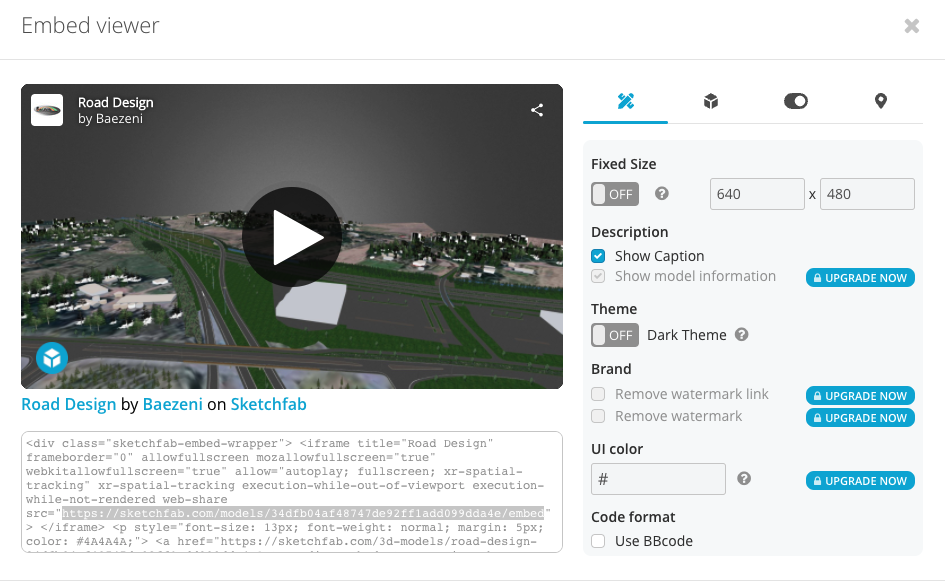 Embed viewer
Road Design
by Baezeni
Road Design by Baezeni on Sketchfab
<div class="sketchfab-embed-wrapper"> <iframe title="Road Design"
frameborder="0" allowfullscreen mozallowfullscreen="true"
webkitallowfullscreen="true" allow="autoplay; fullscreen; xr-spatial-
tracking" xr-spatial-tracking execution-while-out-of-viewport execution-
while-not-rendered web-share
src="https://sketchfab.com/models/34dfb04af48747de92ff1add099dda4e/embed"
> </iframe> <p style="font-size: 13px; font-weight: normal; margin: 5px;
color: #4A4A4A;"> <a href="https://sketchfab.com/3d-models/road-design-
Fixed Size
OFF
640 x 480
Description
Show Caption
Show model information UPGRADE NOW
Theme
OFF Dark Theme
Brand
Remove watermark link UPGRADE NOW
Remove watermark UPGRADE NOW
UI color
# UPGRADE NOW
Code format
Use BBcode